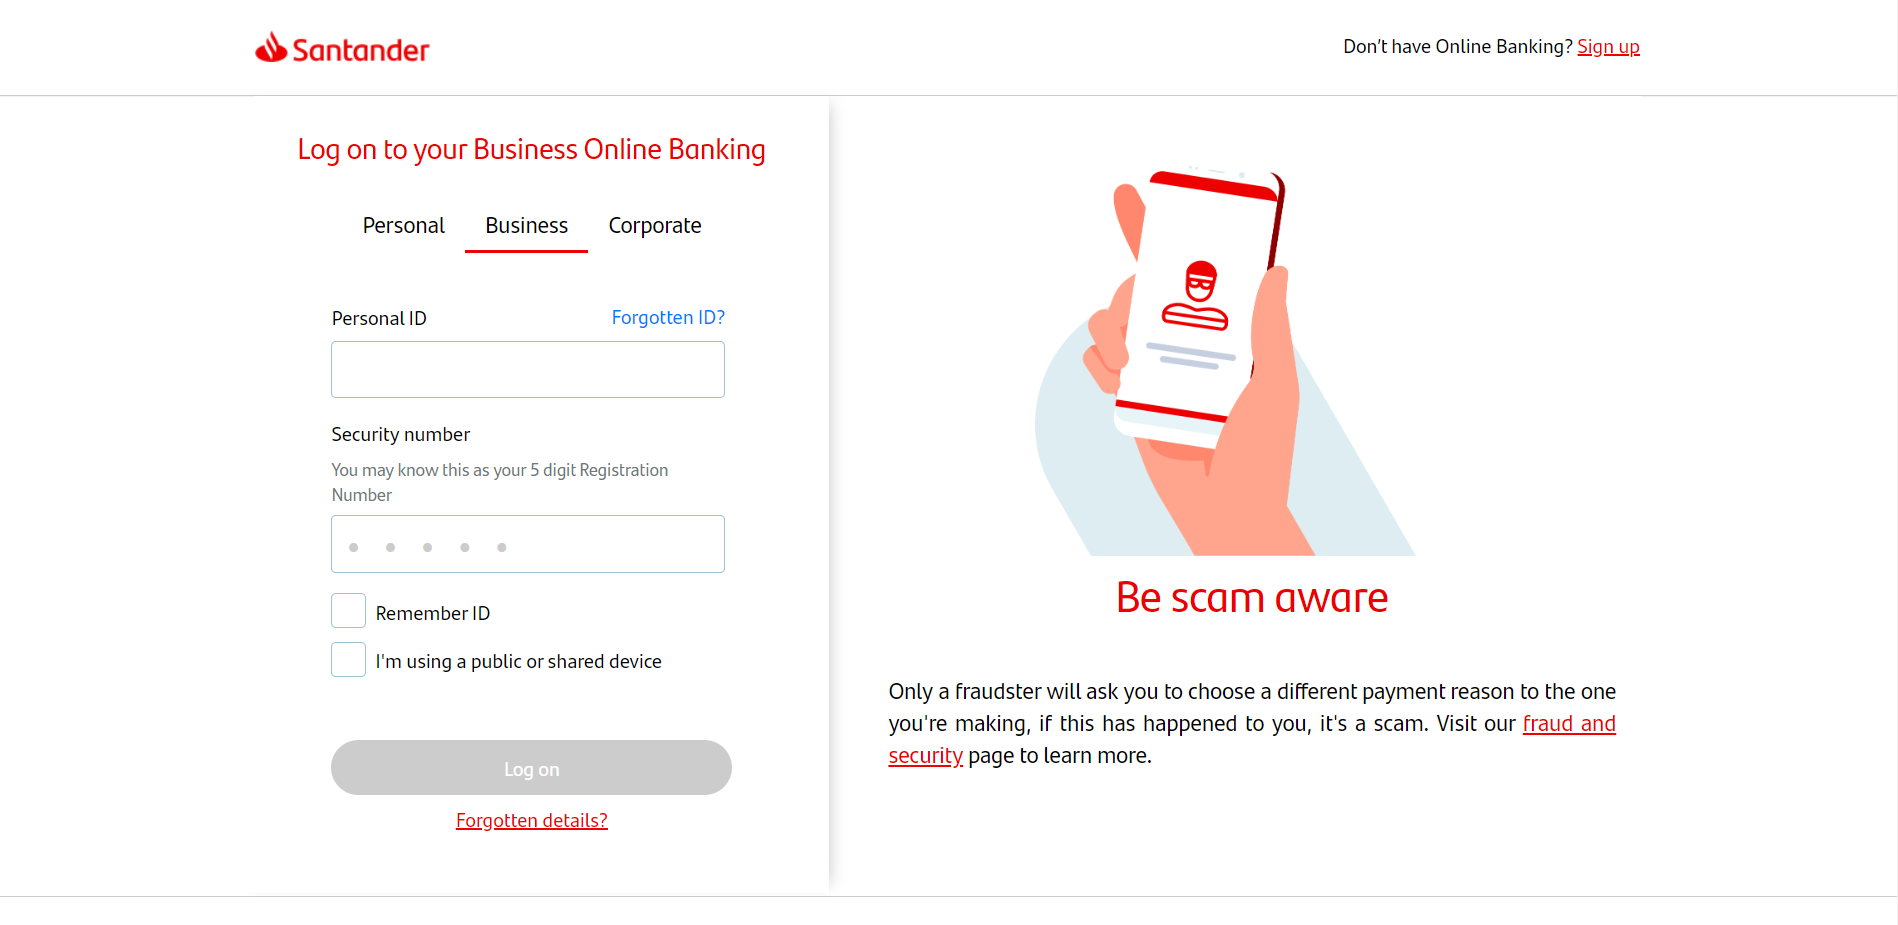 Santander
Don’t have Online Banking? Sign up
Log on to your Business Online Banking
Personal Business Corporate
Personal ID Forgotten ID?
Security number
You may know this as your 5 digit Registration
Number
Remember ID
I'm using a public or shared device
Log on
Forgotten details?
Be scam aware
Only a fraudster will ask you to choose a different payment reason to the one
you're making, if this has happened to you, it's a scam. Visit our fraud and
security page to learn more.